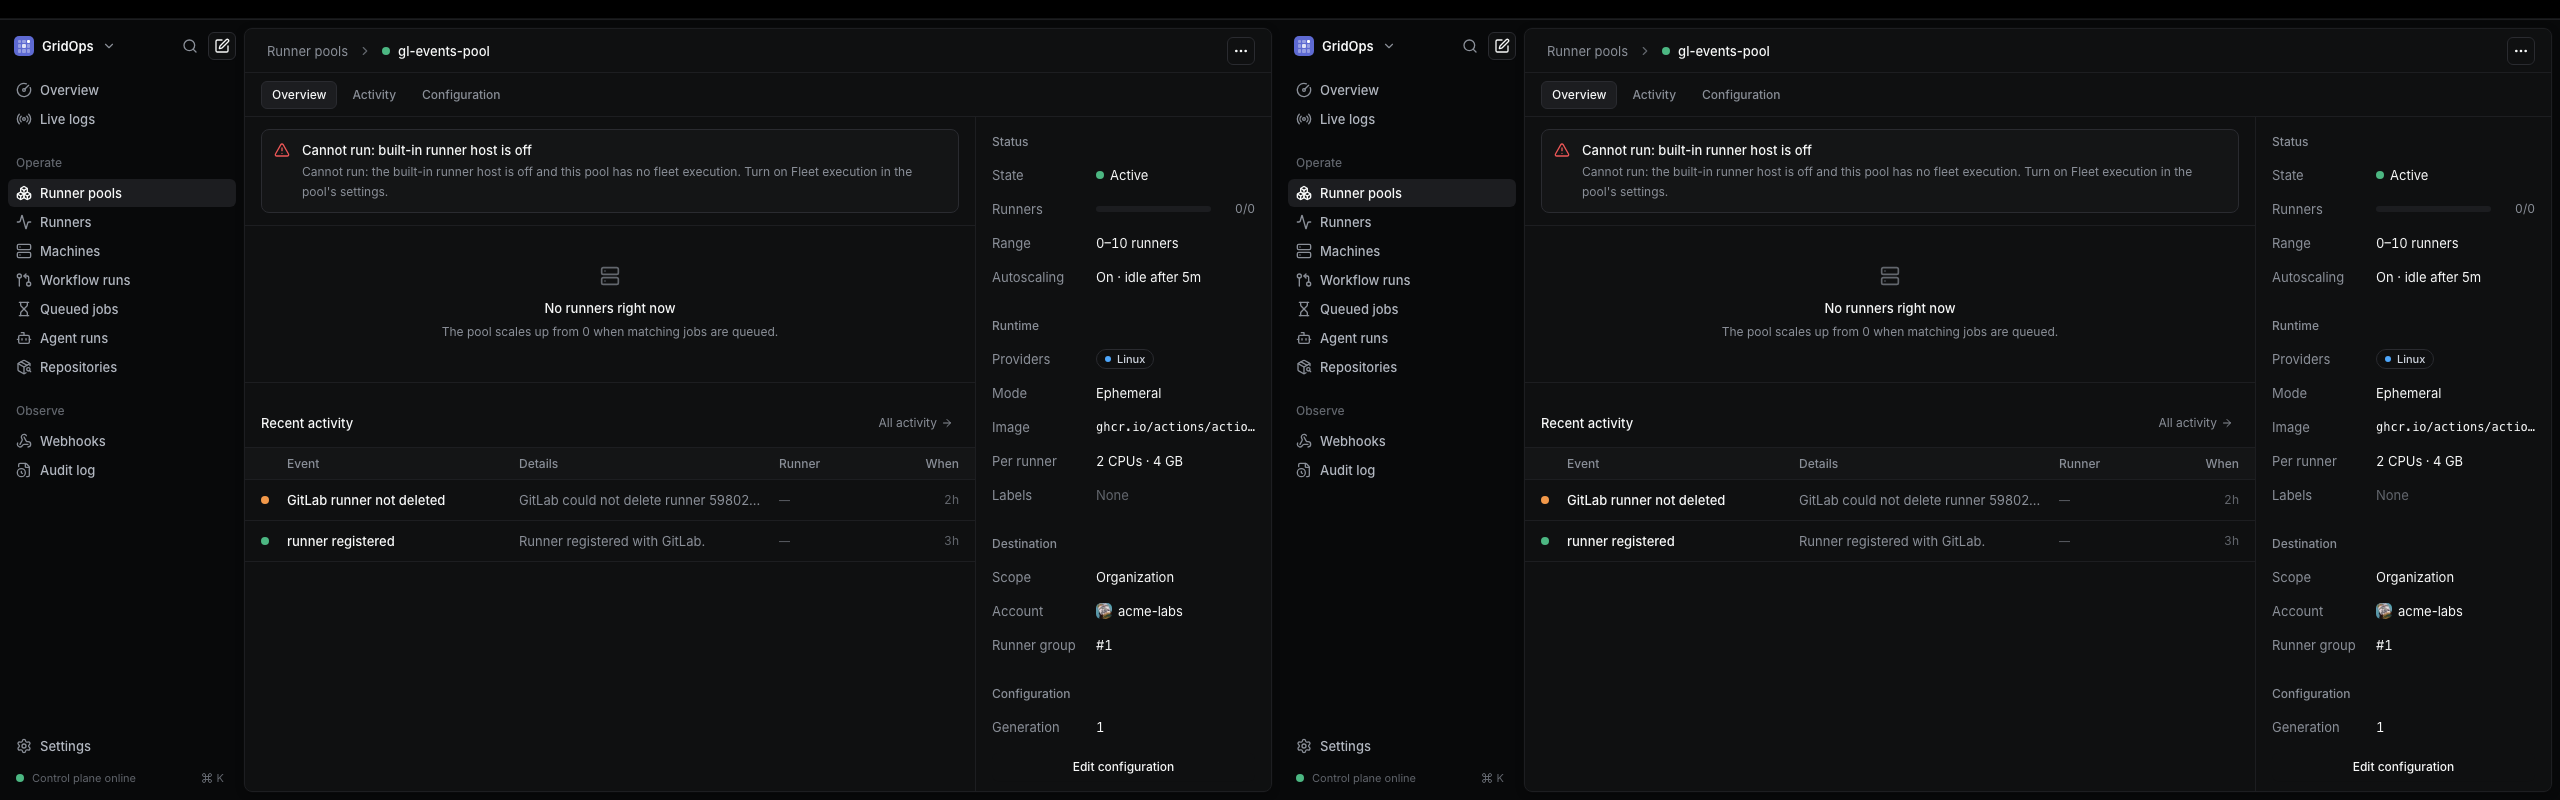 GridOps
Overview
Live logs
Operate
Runner pools
Runners
Machines
Workflow runs
Queued jobs
Agent runs
Repositories
Observe
Webhooks
Audit log
Settings
Control plane online ⌘ K
Runner pools > gl-events-pool
Overview Activity Configuration
Cannot run: built-in runner host is off
Cannot run: the built-in runner host is off and this pool has no fleet execution. Turn on Fleet execution in the
pool's settings.
No runners right now
The pool scales up from 0 when matching jobs are queued.
Recent activity All activity →
Event Details Runner When
GitLab runner not deleted GitLab could not delete runner 59802... — 2h
runner registered Runner registered with GitLab. — 3h
Status
State Active
Runners 0/0
Range 0–10 runners
Autoscaling On · idle after 5m
Runtime
Providers Linux
Mode Ephemeral
Image ghcr.io/actions/actio…
Per runner 2 CPUs · 4 GB
Labels None
Destination
Scope Organization
Account acme-labs
Runner group #1
Configuration
Generation 1
Edit configuration
GridOps
Overview
Live logs
Operate
Runner pools
Runners
Machines
Workflow runs
Queued jobs
Agent runs
Repositories
Observe
Webhooks
Audit log
Settings
Control plane online ⌘ K
Runner pools > gl-events-pool
Overview Activity Configuration
Cannot run: built-in runner host is off
Cannot run: the built-in runner host is off and this pool has no fleet execution. Turn on Fleet execution in the
pool's settings.
No runners right now
The pool scales up from 0 when matching jobs are queued.
Recent activity All activity →
Event Details Runner When
GitLab runner not deleted GitLab could not delete runner 59802... — 2h
runner registered Runner registered with GitLab. — 3h
Status
State Active
Runners 0/0
Range 0–10 runners
Autoscaling On · idle after 5m
Runtime
Providers Linux
Mode Ephemeral
Image ghcr.io/actions/actio…
Per runner 2 CPUs · 4 GB
Labels None
Destination
Scope Organization
Account acme-labs
Runner group #1
Configuration
Generation 1
Edit configuration